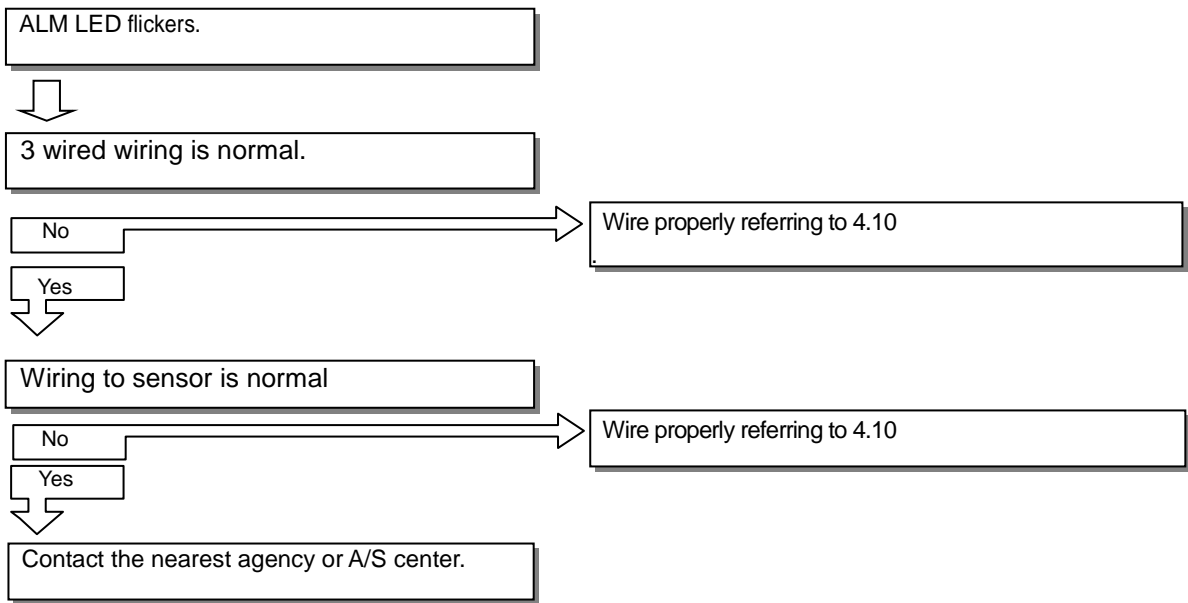 ALM LED flickers.
3 wired wiring is normal.
No
Wire properly referring to 4.10
.
Yes
Wiring to sensor is normal
No
Wire properly referring to 4.10
Yes
Contact the nearest agency or A/S center.